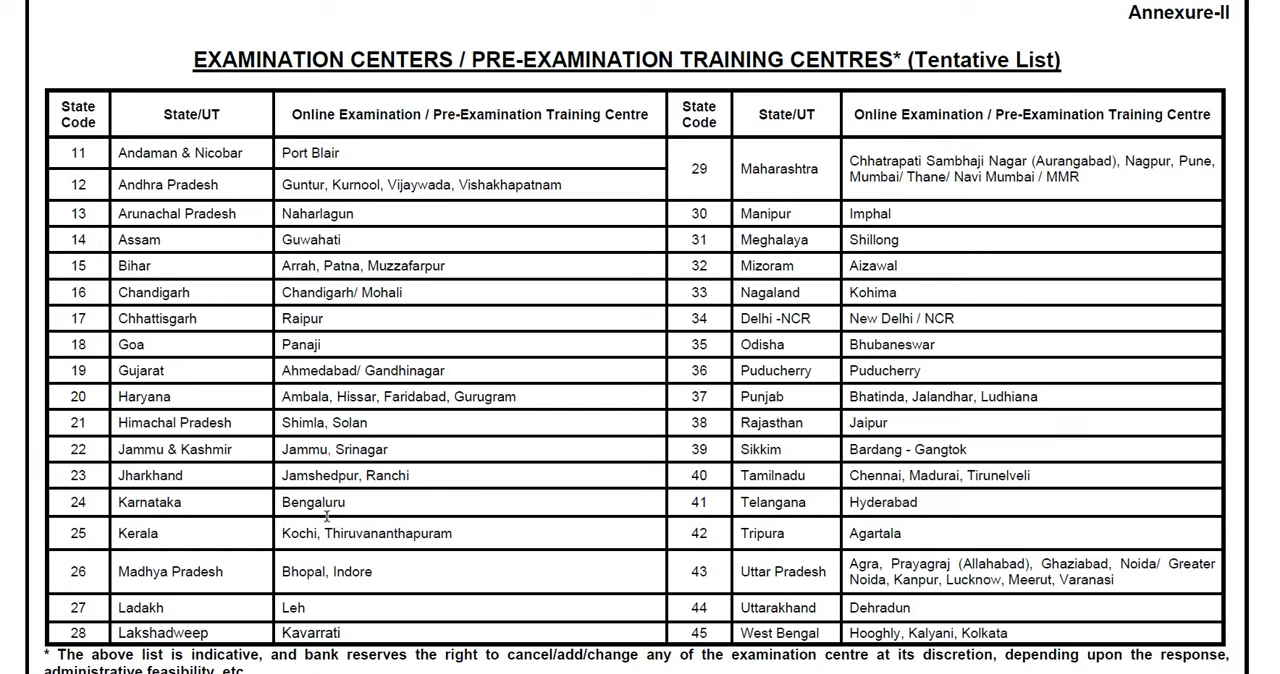 Annexure-II
EXAMINATION CENTERS / PRE-EXAMINATION TRAINING CENTRES* (Tentative List)
State Code State/UT Online Examination / Pre-Examination Training Centre State Code State/UT Online Examination / Pre-Examination Training Centre
11 Andaman & Nicobar Port Blair
12 Andhra Pradesh Guntur, Kurnool, Vijaywada, Vishakhapatnam
29 Maharashtra Chhatrapati Sambhaji Nagar (Aurangabad), Nagpur, Pune,
Mumbai/ Thane/ Navi Mumbai / MMR
13 Arunachal Pradesh Naharlagun 30 Manipur Imphal
14 Assam Guwahati 31 Meghalaya Shillong
15 Bihar Arrah, Patna, Muzzafarpur 32 Mizoram Aizawal
16 Chandigarh Chandigarh/ Mohali 33 Nagaland Kohima
17 Chhattisgarh Raipur 34 Delhi -NCR New Delhi / NCR
18 Goa Panaji 35 Odisha Bhubaneswar
19 Gujarat Ahmedabad/ Gandhinagar 36 Puducherry Puducherry
20 Haryana Ambala, Hissar, Faridabad, Gurugram 37 Punjab Bhatinda, Jalandhar, Ludhiana
21 Himachal Pradesh Shimla, Solan 38 Rajasthan Jaipur
22 Jammu & Kashmir Jammu, Srinagar 39 Sikkim Bardang - Gangtok
23 Jharkhand Jamshedpur, Ranchi 40 Tamilnadu Chennai, Madurai, Tirunelveli
24 Karnataka Bengaluru 41 Telangana Hyderabad
25 Kerala Kochi, Thiruvananthapuram 42 Tripura Agartala
26 Madhya Pradesh Bhopal, Indore 43 Uttar Pradesh Agra, Prayagraj (Allahabad), Ghaziabad, Noida/ Greater
Noida, Kanpur, Lucknow, Meerut, Varanasi
27 Ladakh Leh 44 Uttarakhand Dehradun
28 Lakshadweep Kavarrati 45 West Bengal Hooghly, Kalyani, Kolkata
* The above list is indicative, and bank reserves the right to cancel/add/change any of the examination centre at its discretion, depending upon the response,
administrative feasibility, etc